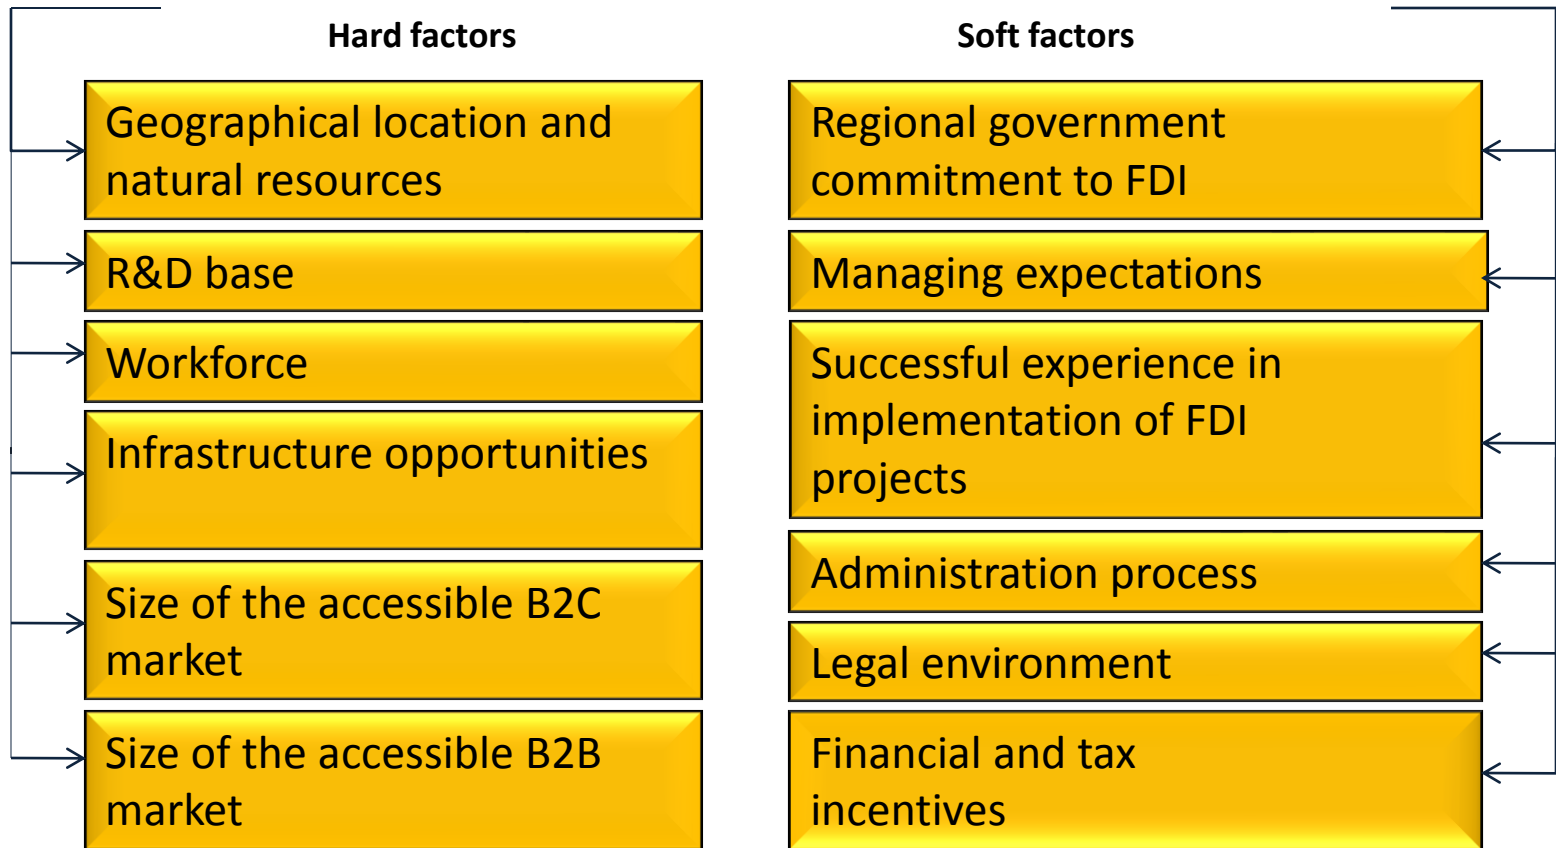 Hard factors
Geographical location and
natural resources
R&D base
Workforce
Infrastructure opportunities
Size of the accessible B2C
market
Size of the accessible B2B
market
Soft factors
Regional government
commitment to FDI
Managing expectations
Successful experience in
implementation of FDI
projects
Administration process
Legal environment
Financial and tax
incentives